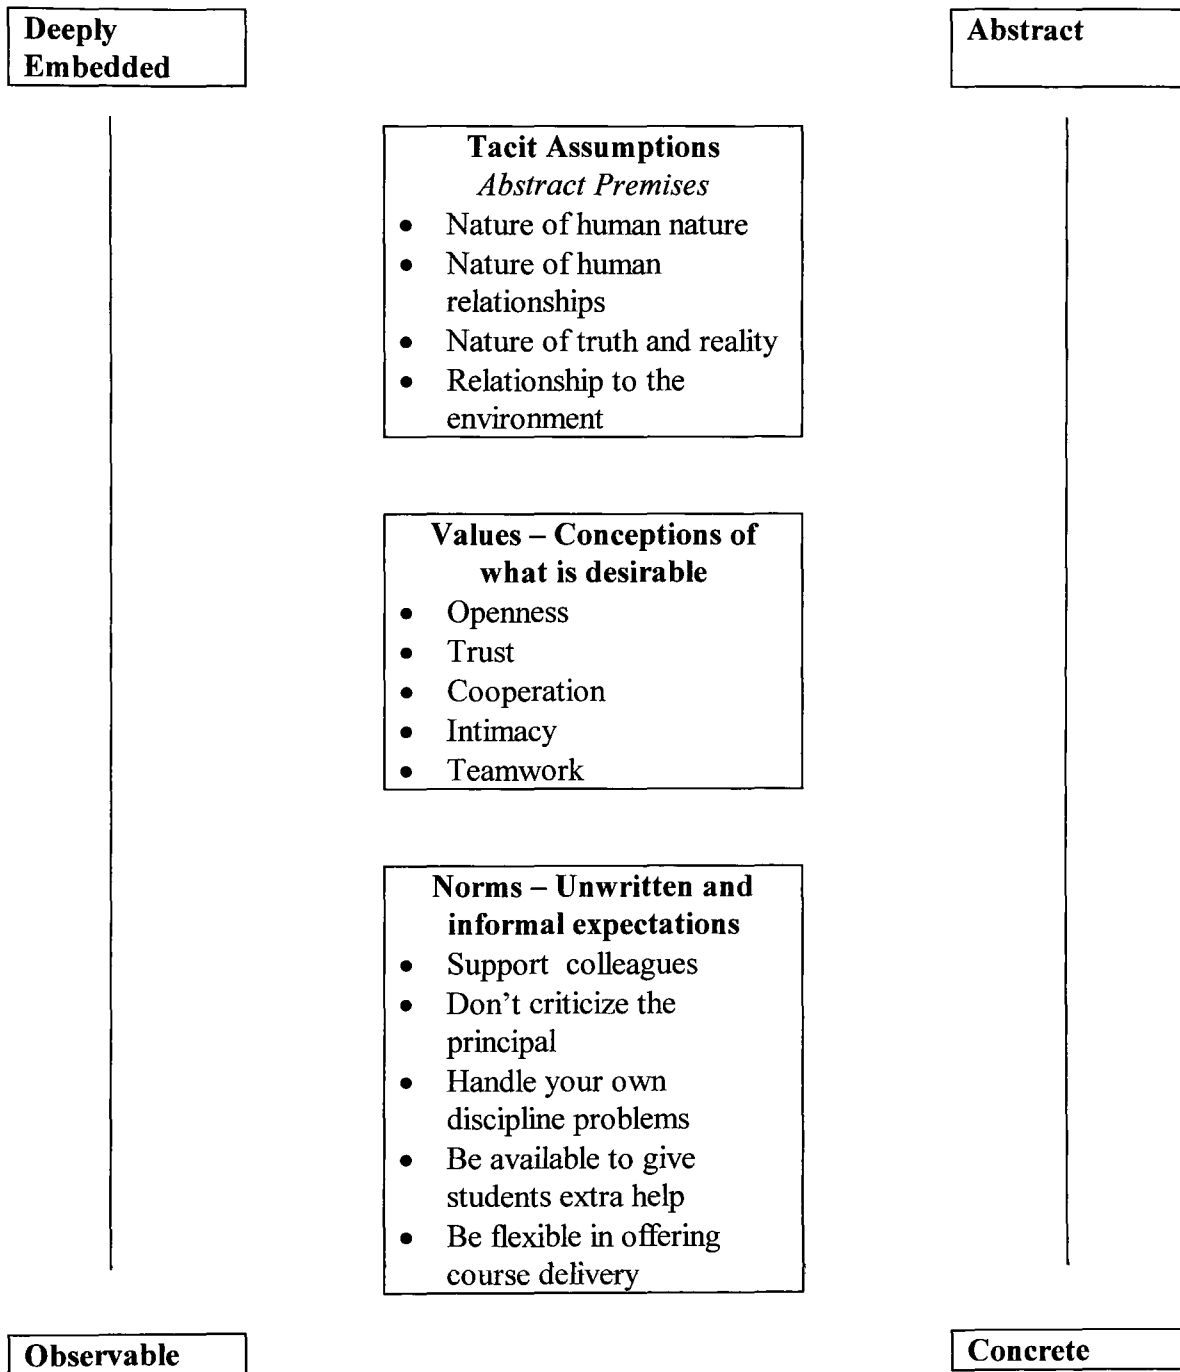 Deeply
Embedded
Abstract
Tacit Assumptions
Abstract Premises
• Nature of human nature
• Nature of human
relationships
• Nature of truth and reality
• Relationship to the
environment
Values – Conceptions of
what is desirable
• Openness
• Trust
• Cooperation
• Intimacy
• Teamwork
Norms – Unwritten and
informal expectations
• Support colleagues
• Don't criticize the
principal
• Handle your own
discipline problems
• Be available to give
students extra help
• Be flexible in offering
course delivery
Observable
Concrete